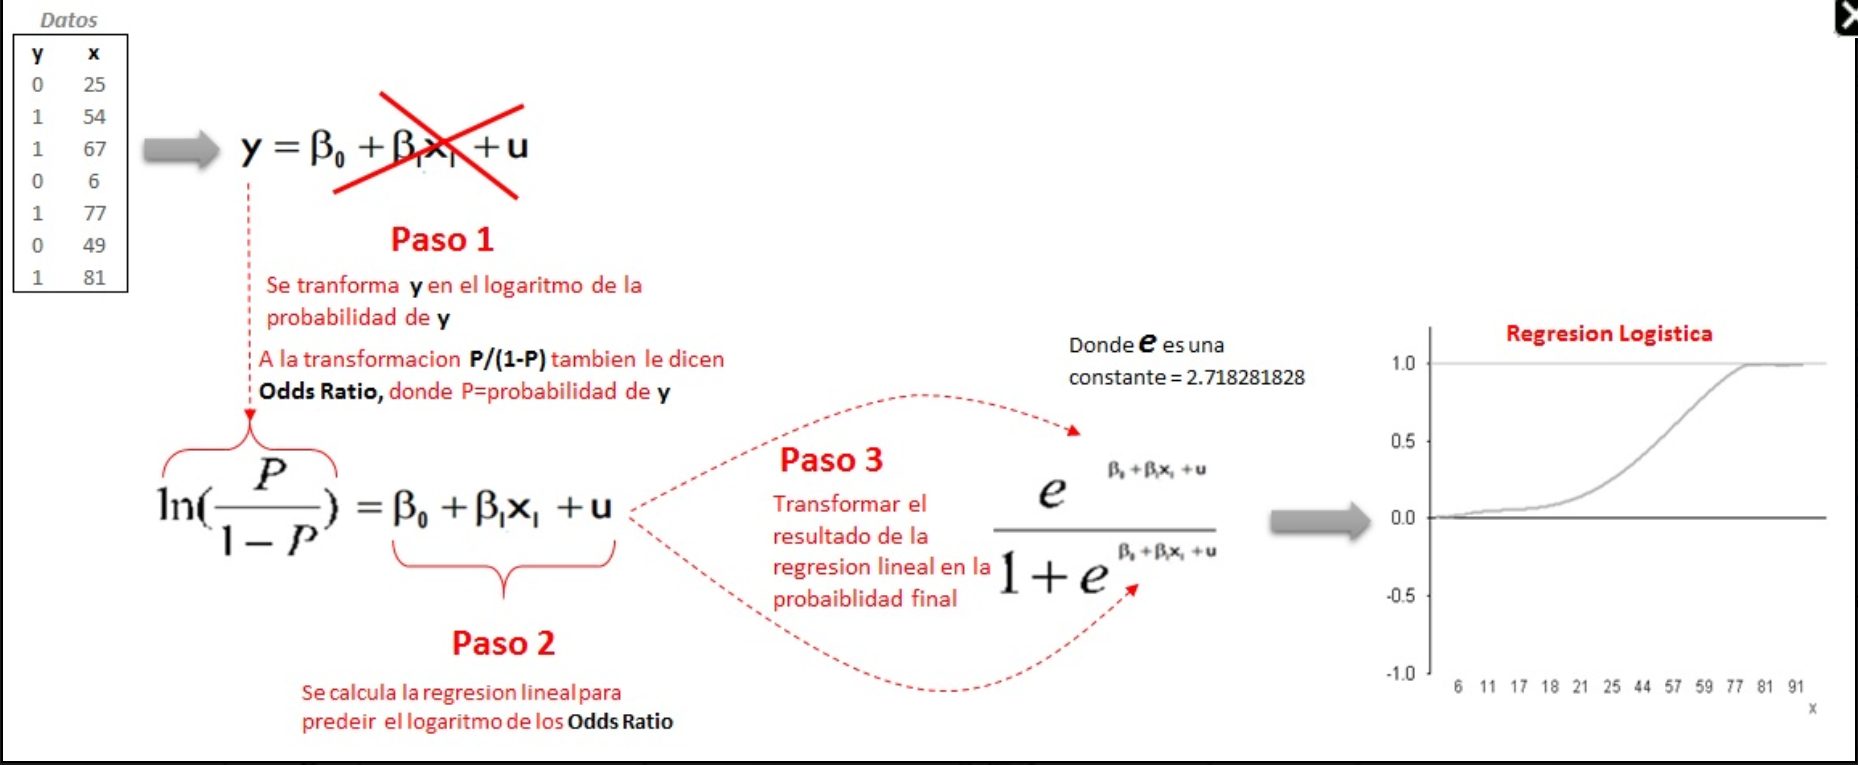 Datos
y x
0 25
1 54
1 67
0 6
1 77
0 49
1 81
y = β₀ + β₁x₁ + u
Paso 1
Se tranforma y en el logaritmo de la
probabilidad de y
A la transformacion P/(1-P) tambien le dicen
Odds Ratio, donde P=probabilidad de y
ln(P/1-P) = β₀ + β₁x₁ + u
Paso 2
Se calcula la regresion lineal para
predeir el logaritmo de los Odds Ratio
Paso 3
Transformar el
resultado de la
regresion lineal en la
probaiblidad final
Donde e es una
constante = 2.718281828
e β₀ + β₁x₁ + u
1 + e β₀ + β₁x₁ + u
Regresion Logistica
1.0
0.5
0.0
-0.5
-1.0
6 11 17 18 21 25 44 57 59 77 81 91
x